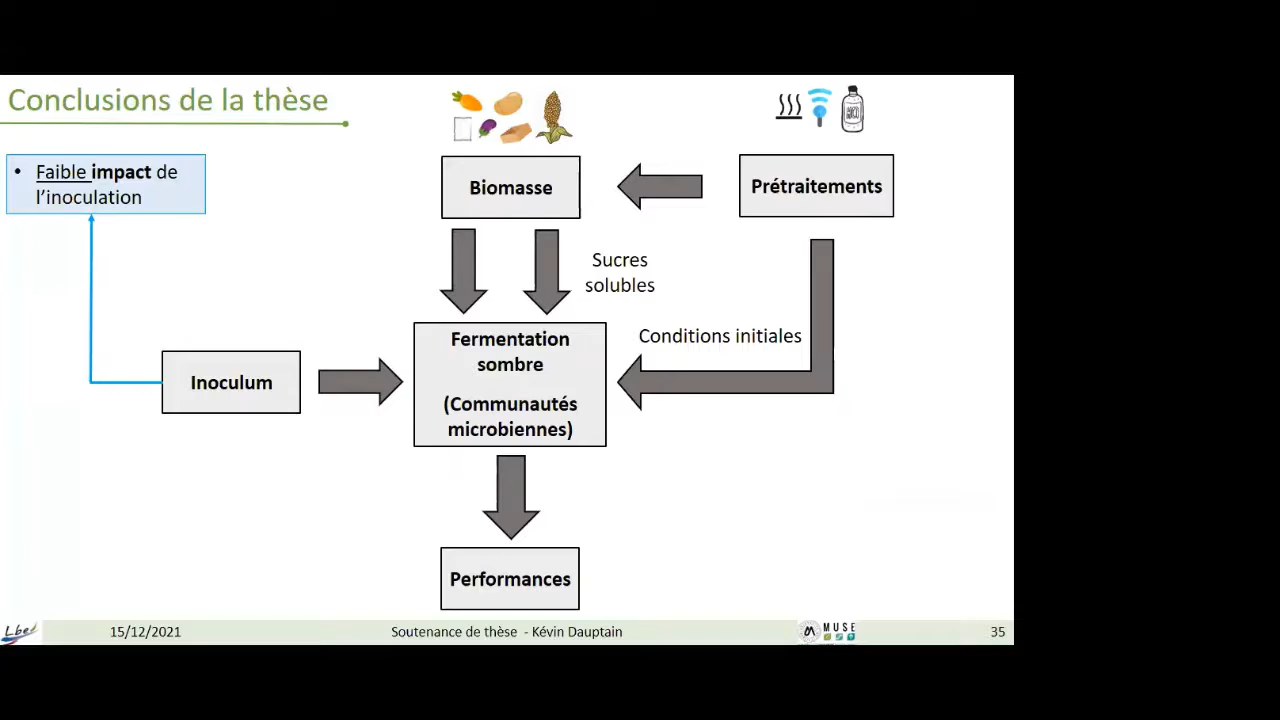 Conclusions de la thèse
• Faible impact de
l'inoculation
Biomasse
Prétraitements
Sucres
solubles
Fermentation
sombre
(Communautés
microbiennes)
Conditions initiales
Inoculum
Performances
Lbe
15/12/2021
Soutenance de thèse - Kévin Dauptain
MUSE
35